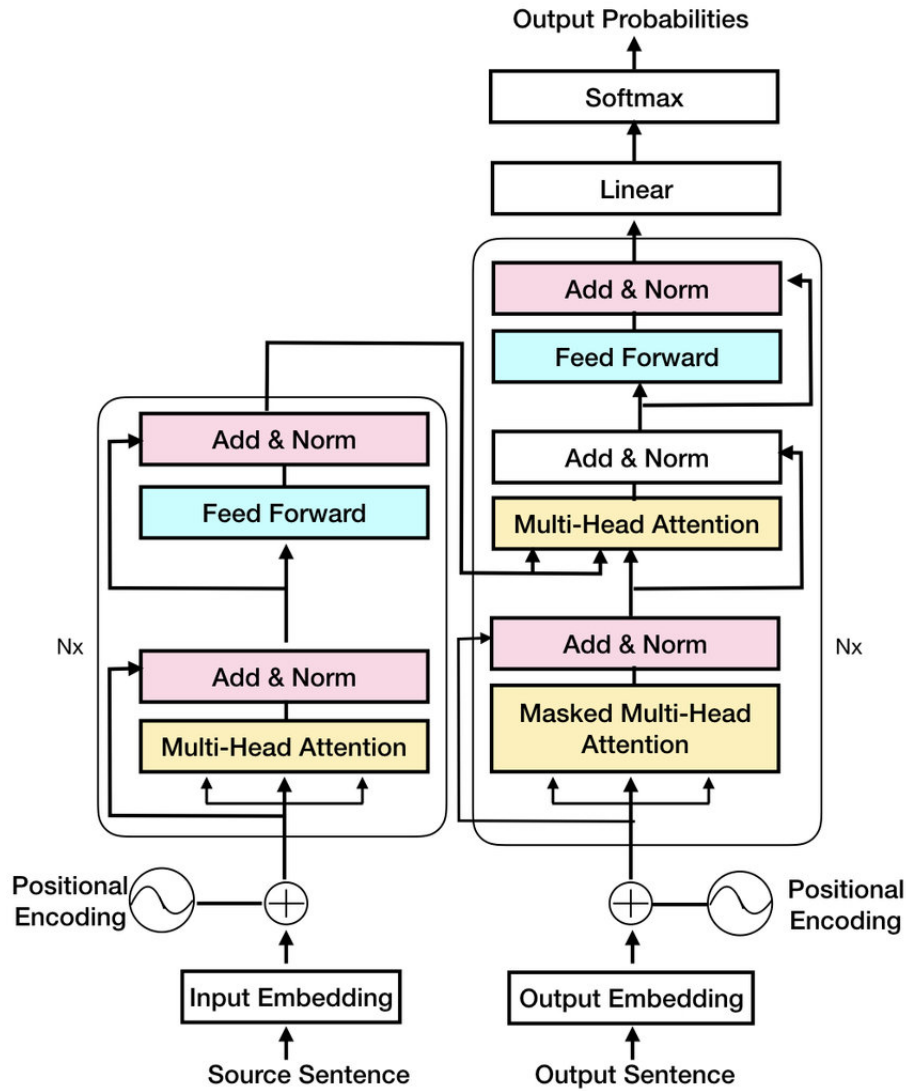 Output Probabilities
Softmax
Linear
Add & Norm
Feed Forward
Add & Norm
Multi-Head Attention
Add & Norm
Masked Multi-Head
Attention
Nx
Add & Norm
Feed Forward
Add & Norm
Multi-Head Attention
Nx
Positional
Encoding
Positional
Encoding
Input Embedding
Output Embedding
Source Sentence
Output Sentence